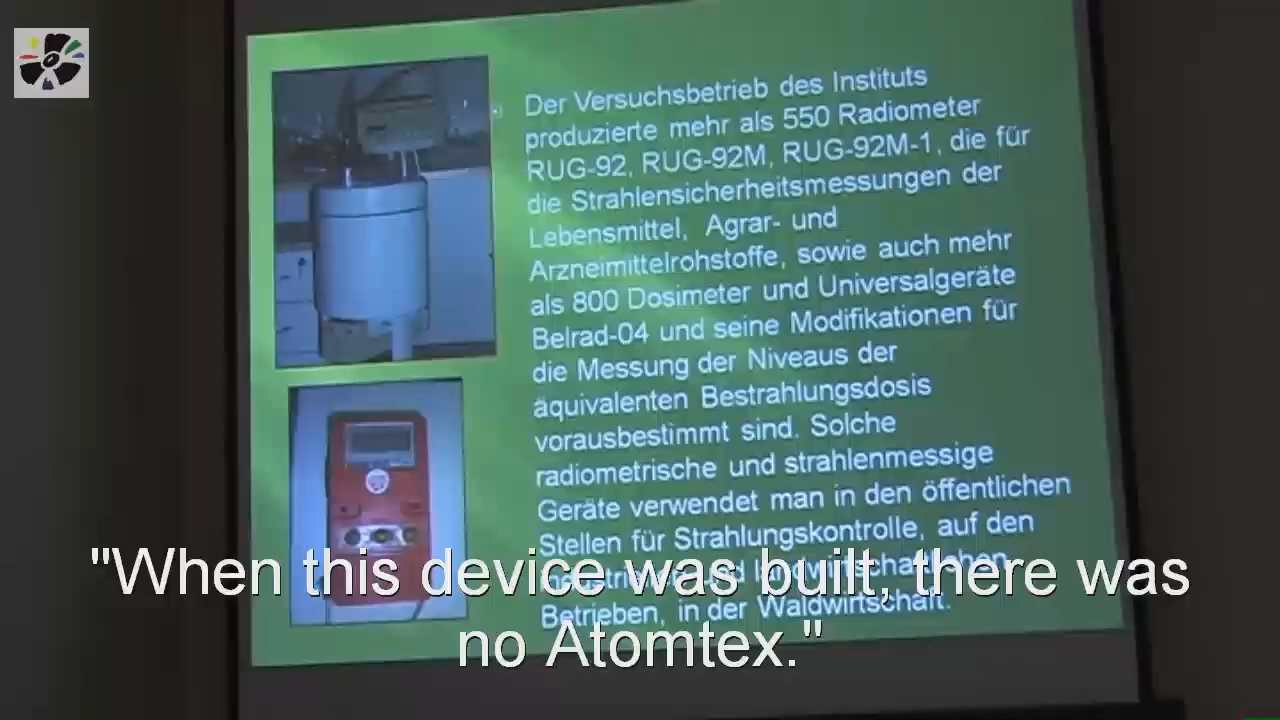 Der Versuchsbetrieb des Instituts
produzierte mehr als 550 Radiometer
RUG-92, RUG-92M, RUG-92M-1, die für
die Strahlensicherheitsmessungen der
Lebensmittel, Agrar- und
Arzneimittelrohstoffe, sowie auch mehr
als 800 Dosimeter und Universalgeräte
Belrad-04 und seine Modifikationen für
die Messung der Niveaus der
äquivalenten Bestrahlungsdosis
vorausbestimmt sind. Solche
radiometrische und strahlenmessige
Geräte verwendet man in den öffentlichen
Stellen für Strahlungskontrolle, auf den
industriellen und landwirtschaftlichen
Betrieben, in der Waldwirtschaft.
"When this device was built, there was
no Atomtex."